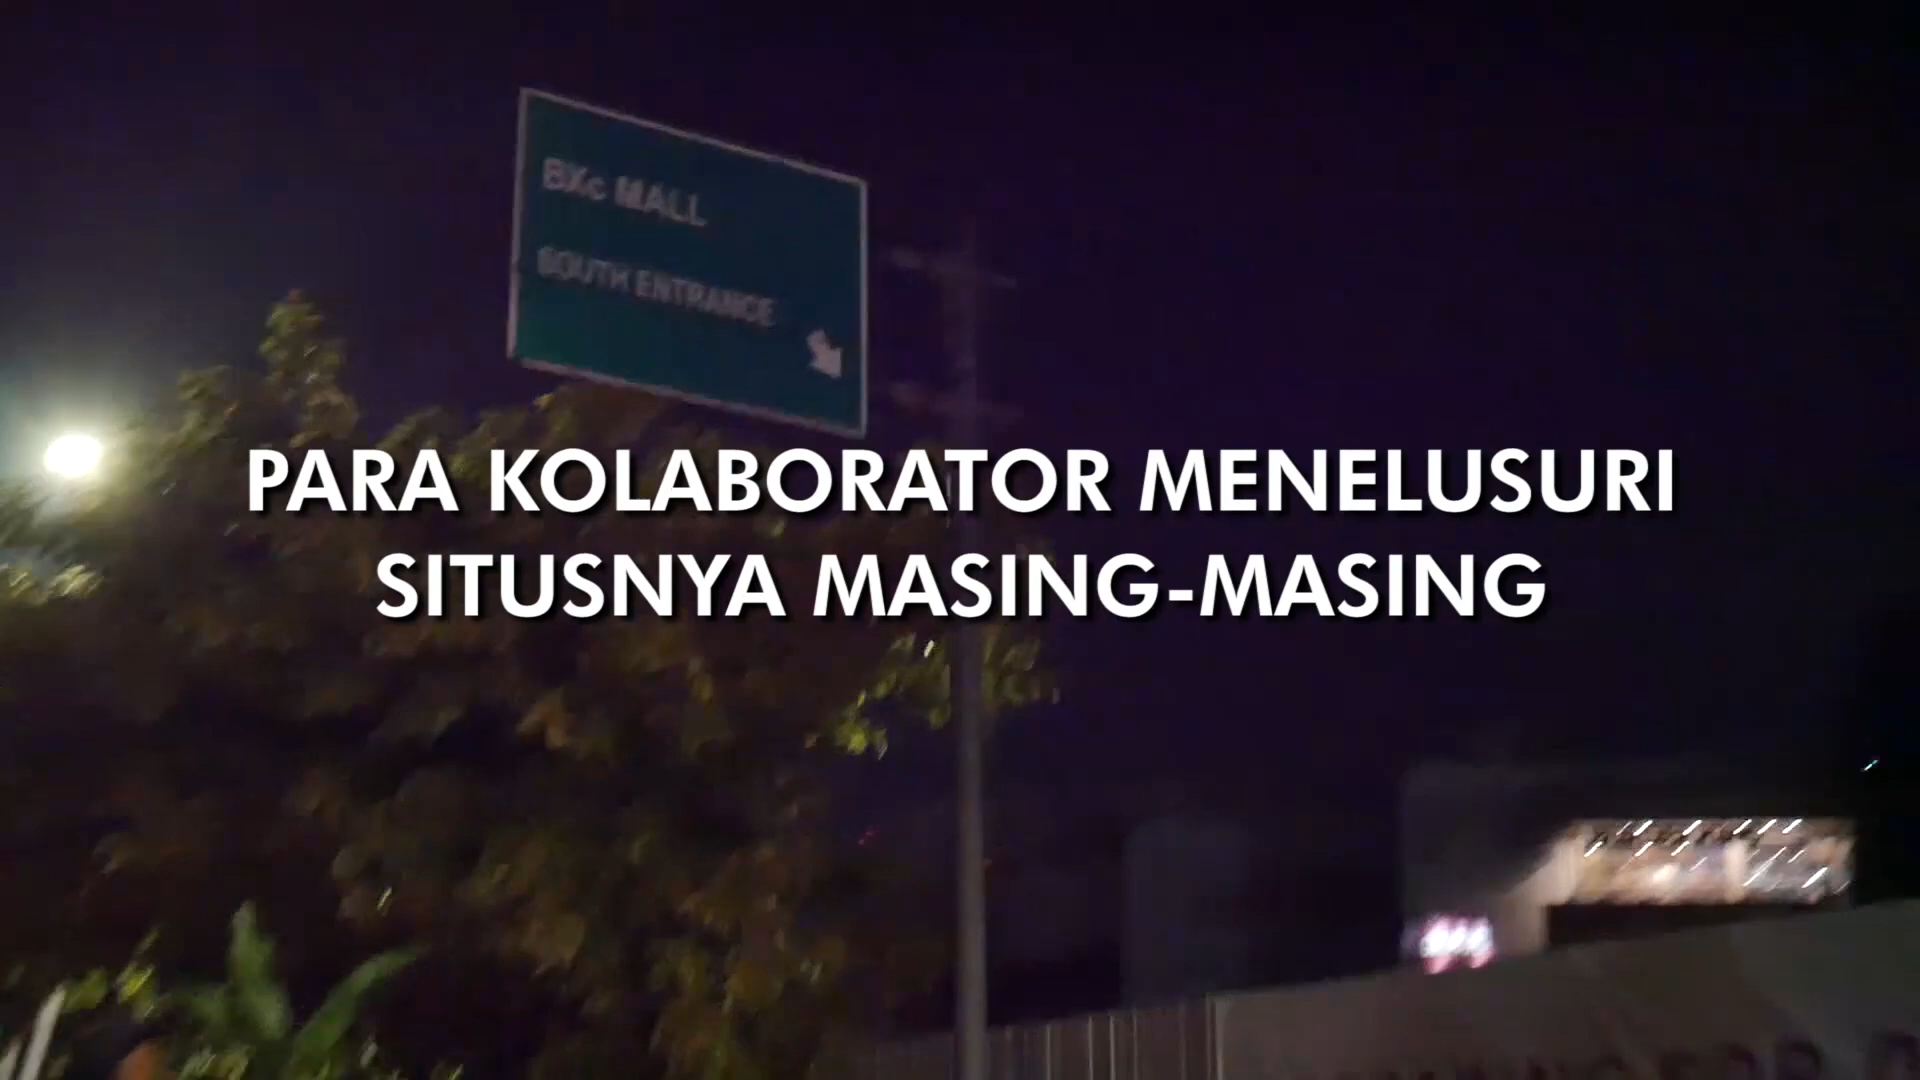 BXc MALL
SOUTH ENTRANCE
PARA KOLABORATOR MENELUSURI
SITUSNYA MASING-MASING